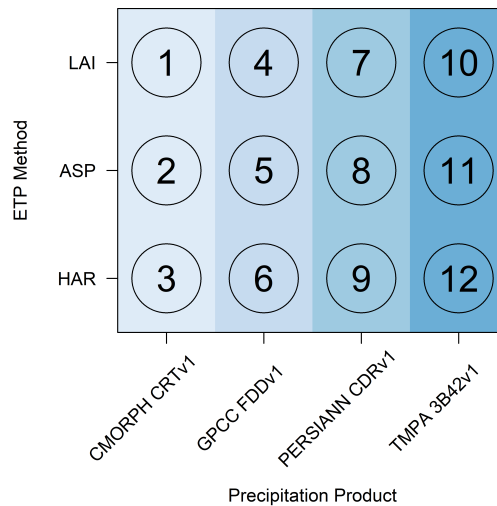 ETP Method
LAI
1 4 7 10
ASP
2 5 8 11
HAR
3 6 9 12
CMORPH CRTv1
GPCC FDDv1
PERSIANN CDRv1
TMPA 3B42v1
Precipitation Product